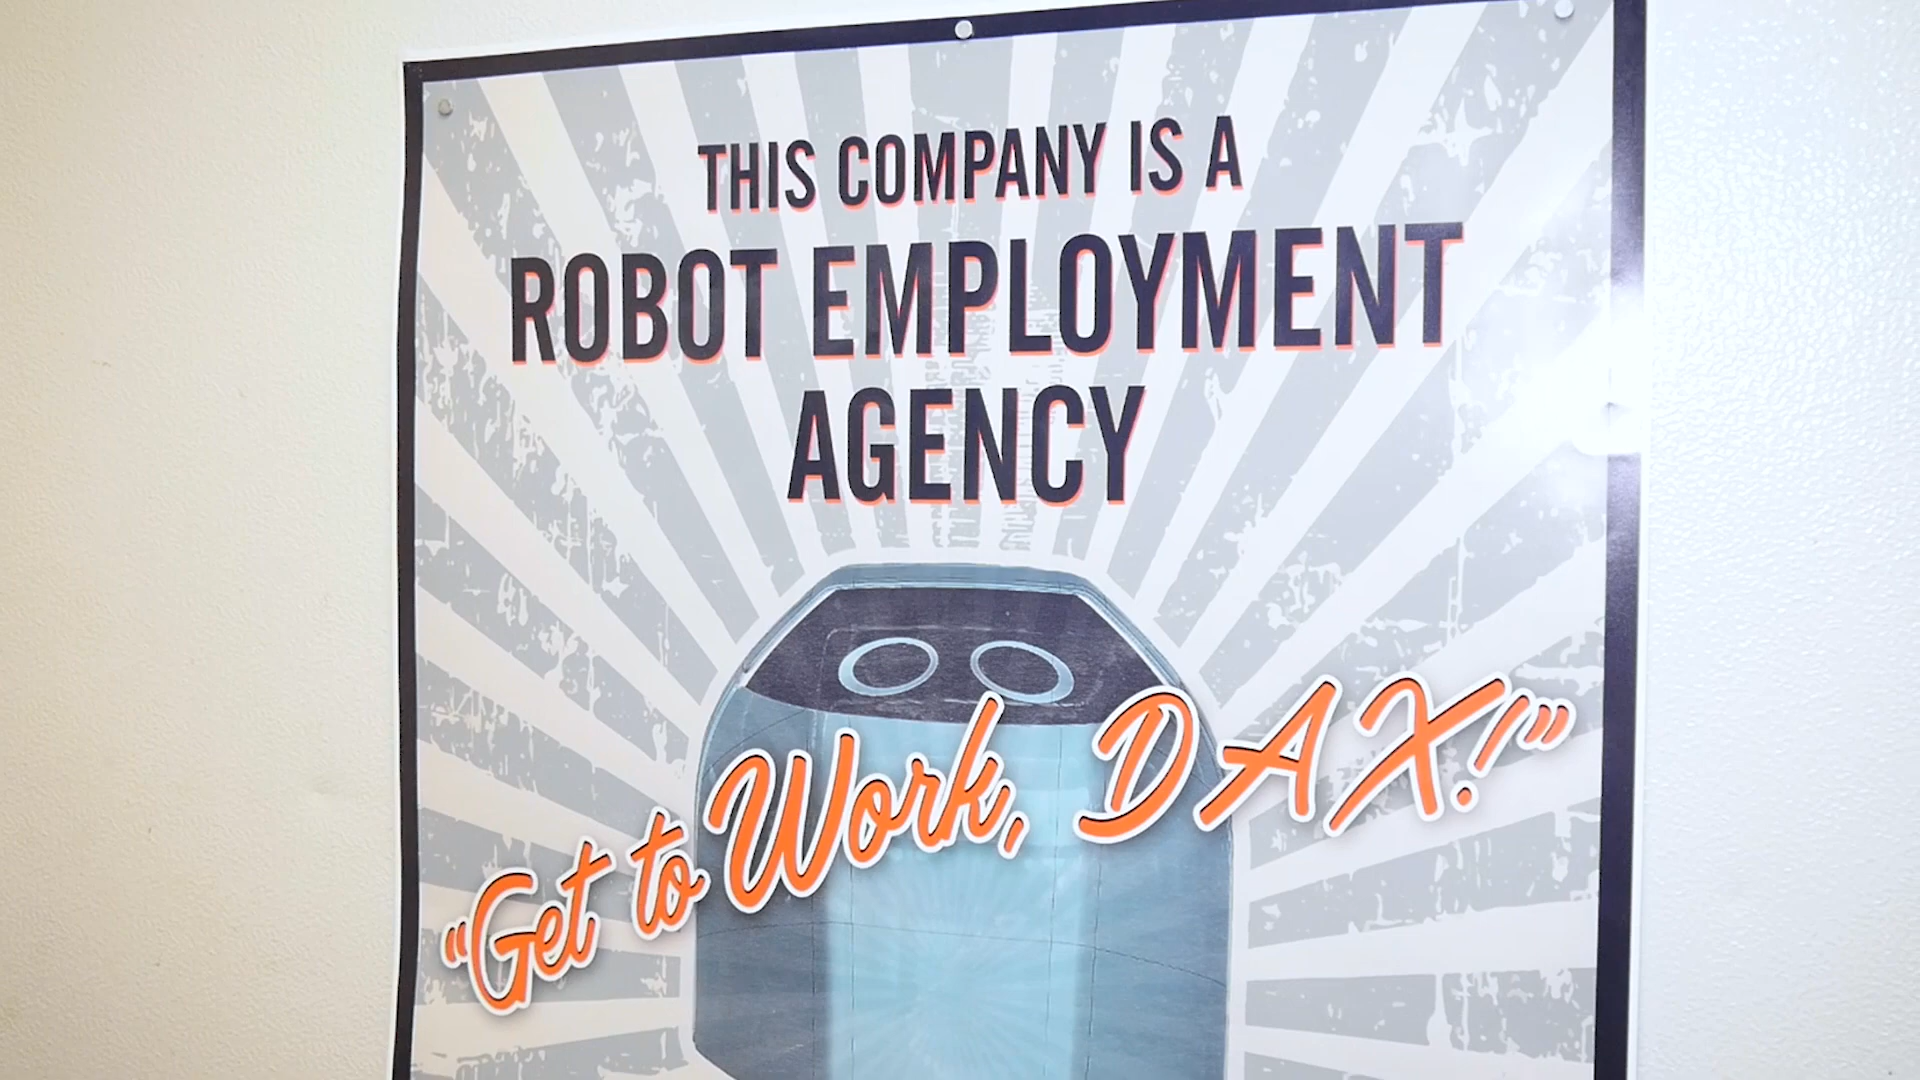 THIS COMPANY IS A
ROBOT EMPLOYMENT
AGENCY
“Get to Work, DAX!”